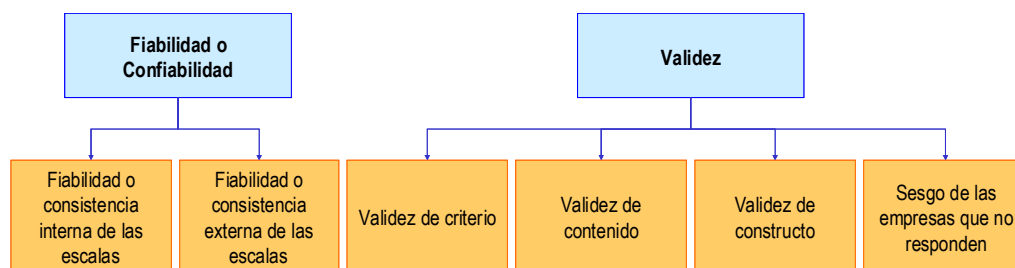 Fiabilidad o
Confiabilidad
Validez
Fiabilidad o
consistencia
interna de las
escalas
Fiabilidad o
consistencia
externa de las
escalas
Validez de criterio
Validez de
contenido
Validez de
constructo
Sesgo de las
empresas que no
responden